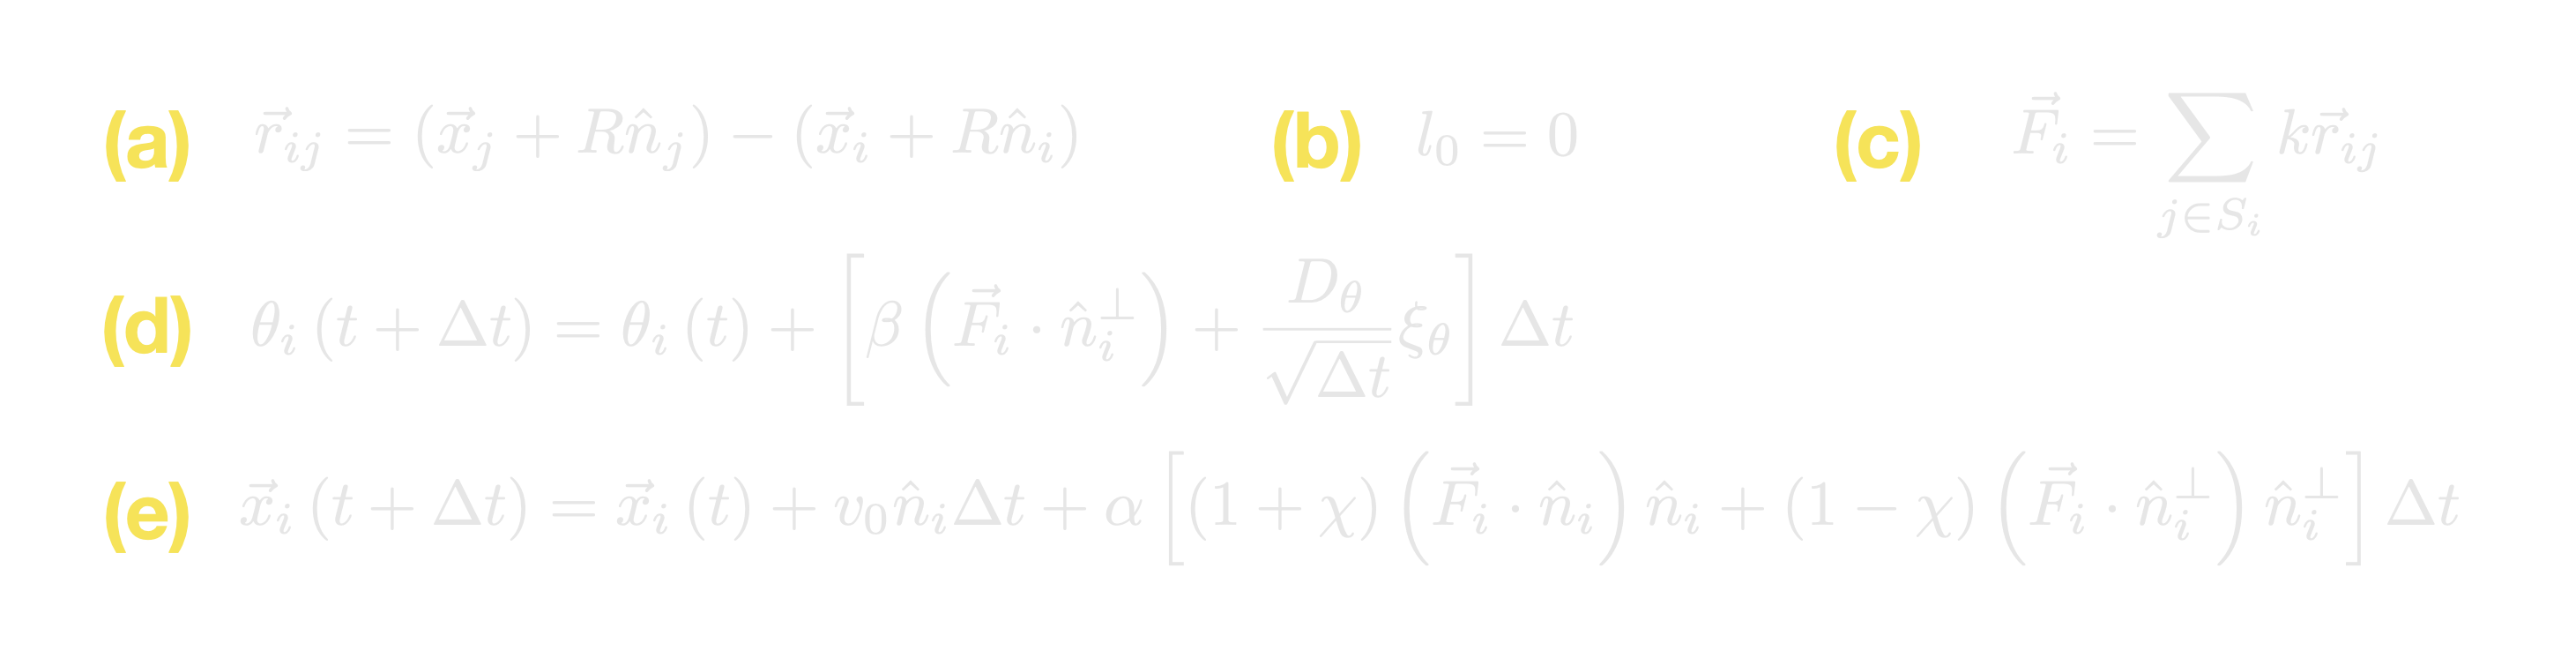 (a) $\vec{r}_{ij} = (\vec{x}_j + R\hat{n}_j) - (\vec{x}_i + R\hat{n}_i)$ (b) $l_0 = 0$ (c) $\vec{F}_i = \sum_{j \in S_i} k\vec{r}_{ij}$
(d) $\theta_i (t + \Delta t) = \theta_i (t) + \left[ \beta \left( \vec{F}_i \cdot \hat{n}_i^{\perp} \right) + \frac{D_\theta}{\sqrt{\Delta t}} \xi_\theta \right] \Delta t$
(e) $\vec{x}_i (t + \Delta t) = \vec{x}_i (t) + v_0 \hat{n}_i \Delta t + \alpha \left[ (1 + \chi) \left( \vec{F}_i \cdot \hat{n}_i \right) \hat{n}_i + (1 - \chi) \left( \vec{F}_i \cdot \hat{n}_i^{\perp} \right) \hat{n}_i^{\perp} \right] \Delta t$